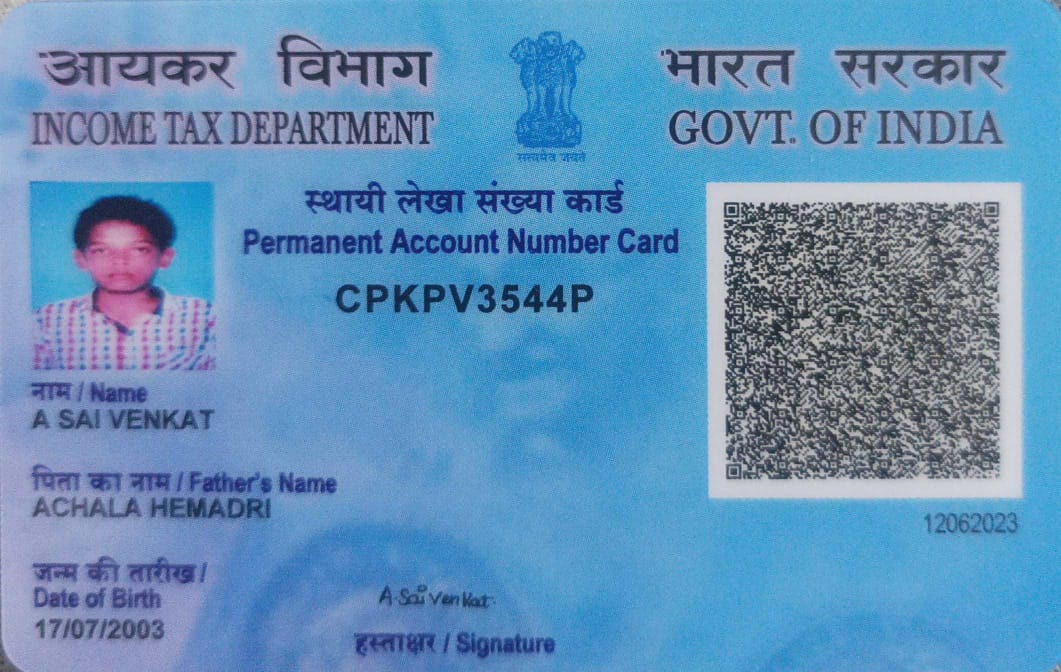 आयकर विभाग
INCOME TAX DEPARTMENT
सत्यमेव जयते
भारत सरकार
GOVT. OF INDIA
स्थायी लेखा संख्या कार्ड
Permanent Account Number Card
CPKPV3544P
नाम / Name
A SAI VENKAT
पिता का नाम / Father's Name
ACHALA HEMADRI
जन्म की तारीख /
Date of Birth
17/07/2003
A Sai Venkat
हस्ताक्षर / Signature
12062023